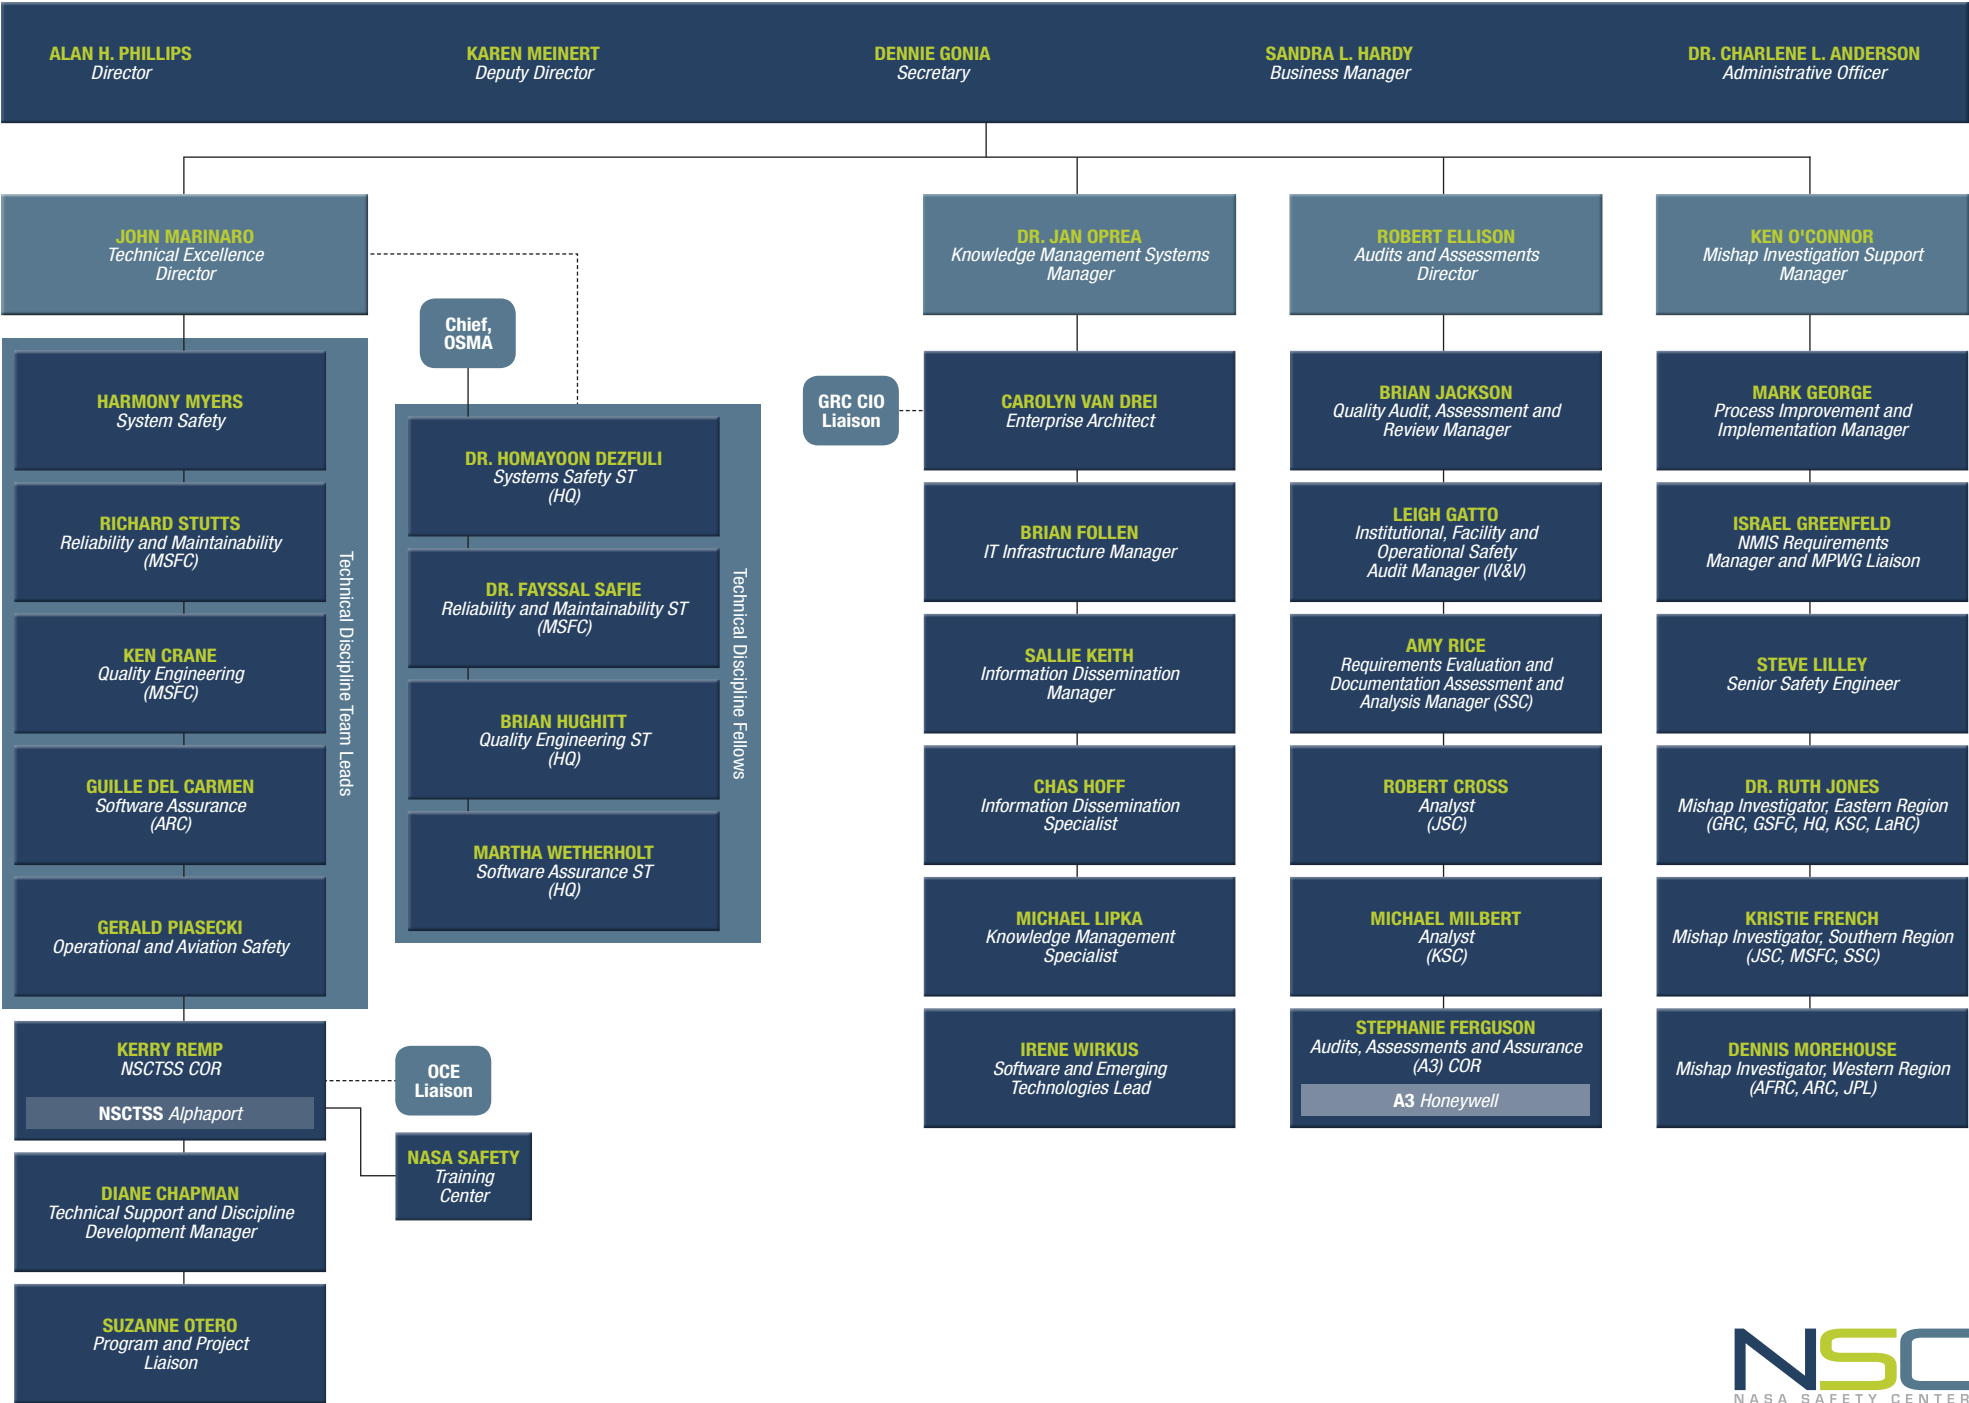 ALAN H. PHILLIPS
Director
KAREN MEINERT
Deputy Director
DENNIE GONIA
Secretary
SANDRA L. HARDY
Business Manager
DR. CHARLENE L. ANDERSON
Administrative Officer
JOHN MARINARO
Technical Excellence
Director
HARMONY MYERS
System Safety
RICHARD STUTTS
Reliability and Maintainability
(MSFC)
KEN CRANE
Quality Engineering
(MSFC)
GUILLE DEL CARMEN
Software Assurance
(ARC)
GERALD PIASECKI
Operational and Aviation Safety
Technical Discipline Team Leads
KERRY REMP
NSCTSS COR
NSCTSS Alphaport
DIANE CHAPMAN
Technical Support and Discipline
Development Manager
SUZANNE OTERO
Program and Project
Liaison
OCE
Liaison
NASA SAFETY
Training
Center
Chief,
OSMA
DR. HOMAYOON DEZFULI
Systems Safety ST
(HQ)
DR. FAYSSAL SAFIE
Reliability and Maintainability ST
(MSFC)
BRIAN HUGHITT
Quality Engineering ST
(HQ)
MARTHA WETHERHOLT
Software Assurance ST
(HQ)
Technical Discipline Fellows
DR. JAN OPREA
Knowledge Management Systems
Manager
GRC CIO
Liaison
CAROLYN VAN DREI
Enterprise Architect
BRIAN FOLLEN
IT Infrastructure Manager
SALLIE KEITH
Information Dissemination
Manager
CHAS HOFF
Information Dissemination
Specialist
MICHAEL LIPKA
Knowledge Management
Specialist
IRENE WIRKUS
Software and Emerging
Technologies Lead
ROBERT ELLISON
Audits and Assessments
Director
BRIAN JACKSON
Quality Audit, Assessment and
Review Manager
LEIGH GATTO
Institutional, Facility and
Operational Safety
Audit Manager (IV&V)
AMY RICE
Requirements Evaluation and
Documentation Assessment and
Analysis Manager (SSC)
ROBERT CROSS
Analyst
(JSC)
MICHAEL MILBERT
Analyst
(KSC)
STEPHANIE FERGUSON
Audits, Assessments and Assurance
(A3) COR
A3 Honeywell
KEN O'CONNOR
Mishap Investigation Support
Manager
MARK GEORGE
Process Improvement and
Implementation Manager
ISRAEL GREENFELD
NMIS Requirements
Manager and MPWG Liaison
STEVE LILLEY
Senior Safety Engineer
DR. RUTH JONES
Mishap Investigator, Eastern Region
(GRC, GSFC, HQ, KSC, LaRC)
KRISTIE FRENCH
Mishap Investigator, Southern Region
(JSC, MSFC, SSC)
DENNIS MOREHOUSE
Mishap Investigator, Western Region
(AFRC, ARC, JPL)
NSC
NASA SAFETY CENTER